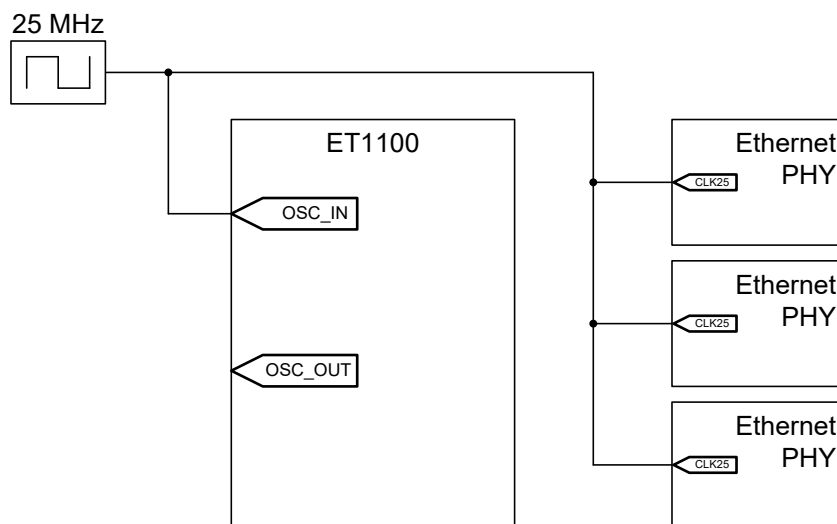 25 MHz
ET1100
OSC_IN
OSC_OUT
Ethernet
PHY
CLK25
Ethernet
PHY
CLK25
Ethernet
PHY
CLK25